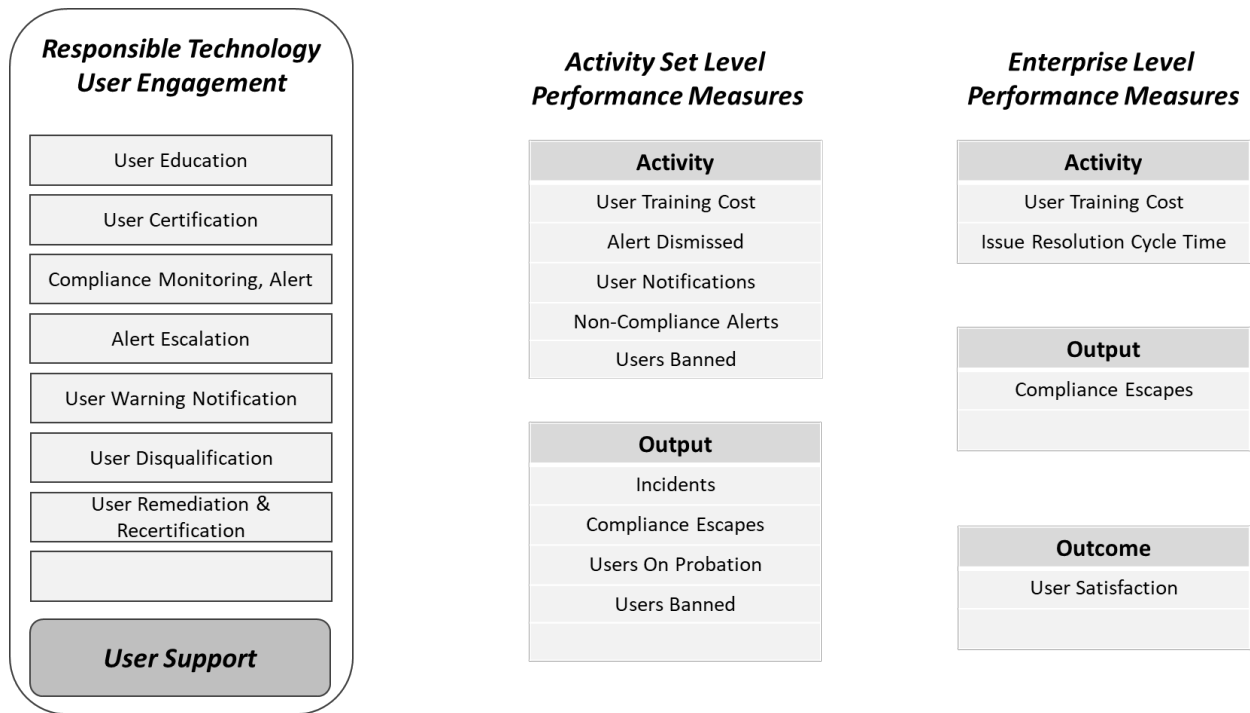 Responsible Technology
User Engagement
User Education
User Certification
Compliance Monitoring, Alert
Alert Escalation
User Warning Notification
User Disqualification
User Remediation &
Recertification
User Support
Activity Set Level
Performance Measures
Activity
User Training Cost
Alert Dismissed
User Notifications
Non-Compliance Alerts
Users Banned
Output
Incidents
Compliance Escapes
Users On Probation
Users Banned
Enterprise Level
Performance Measures
Activity
User Training Cost
Issue Resolution Cycle Time
Output
Compliance Escapes
Outcome
User Satisfaction